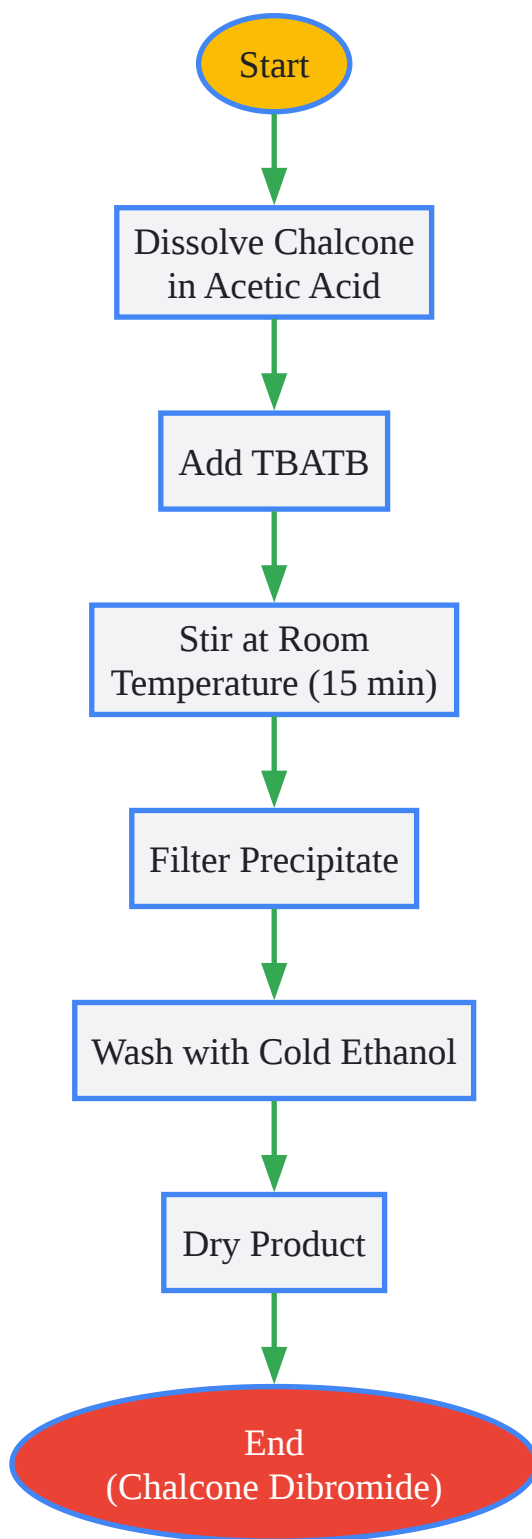 Start
Dissolve Chalcone
in Acetic Acid
Add TBATB
Stir at Room
Temperature (15 min)
Filter Precipitate
Wash with Cold Ethanol
Dry Product
End
(Chalcone Dibromide)